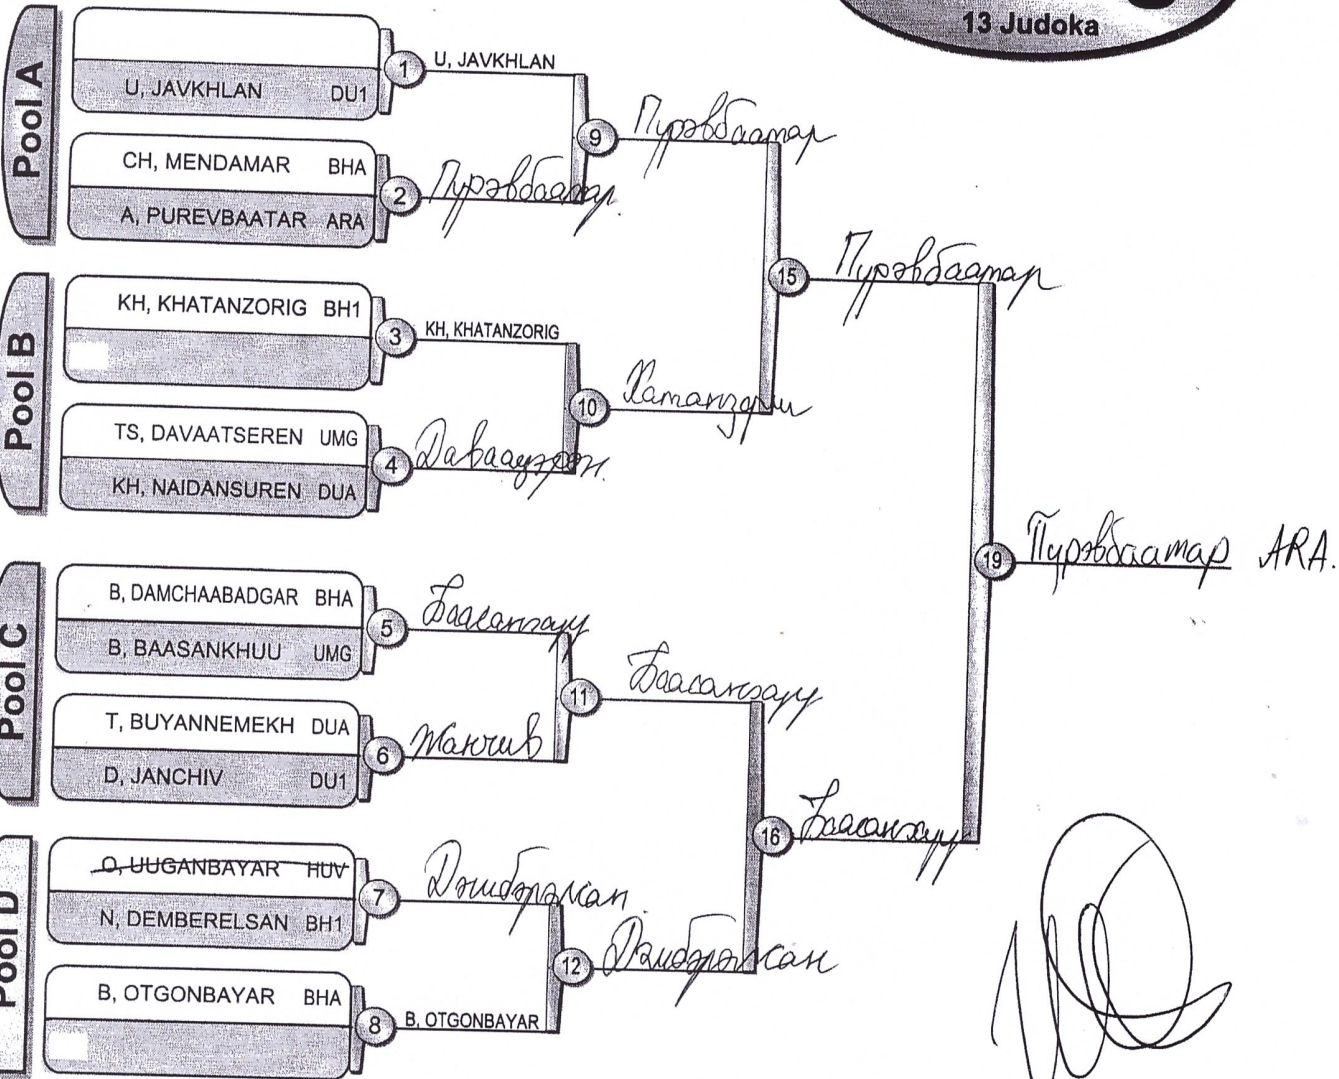 13 Judoka
Pool A
U, JAVKHLAN DU1
1 U, JAVKHLAN
CH, MENDAMAR BHA
A, PUREVBAATAR ARA
2 Пүрэвбаатар.
9 Пүрэвбаатар
Pool B
KH, KHATANZORIG BH1
3 KH, KHATANZORIG
TS, DAVAATSEREN UMG
KH, NAIDANSUREN DUA
4 Даваацэрэн.
10 Хатанзориг
15 Пүрэвбаатар
Pool C
B, DAMCHAABADGAR BHA
B, BAASANKHUU UMG
5 Баасанхүү
T, BUYANNEMEKH DUA
D, JANCHIV DU1
6 Жанчив
11 Баасанхүү
Pool D
O, UUGANBAYAR HUV
N, DEMBERELSAN BH1
7 Дэмбэрэлсан
B, OTGONBAYAR BHA
8 B, OTGONBAYAR
12 Дэмбэрэлсан
16 Баасанхүү
19 Пүрэвбаатар ARA.